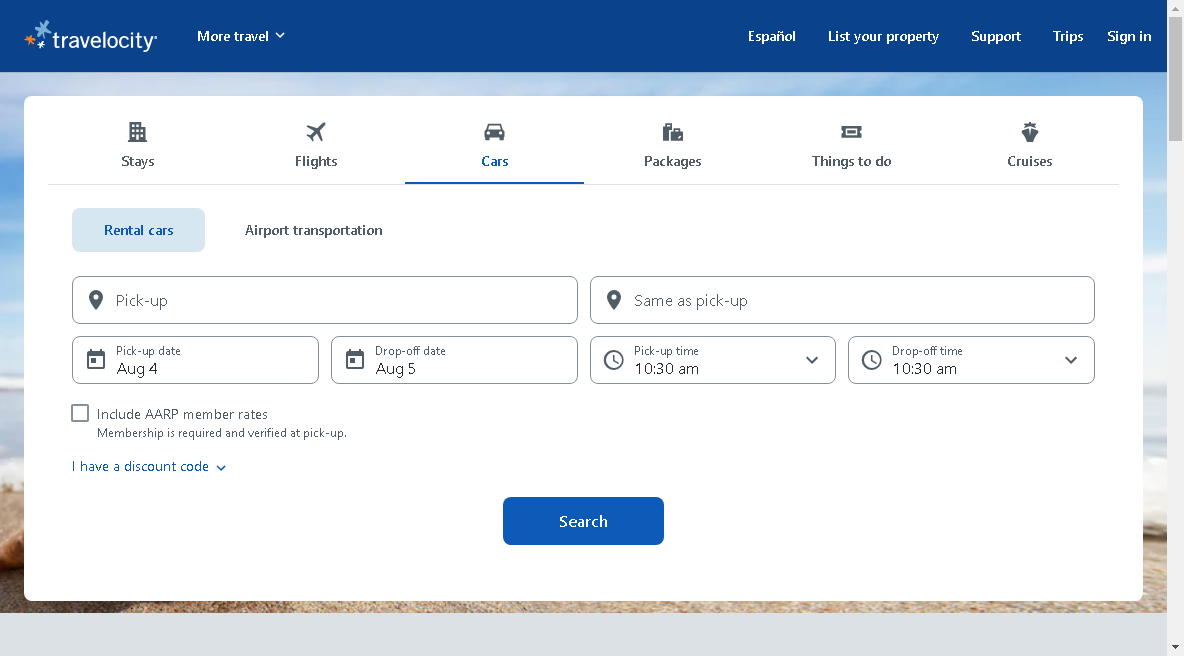 travelocity
More travel
Español
List your property
Support
Trips
Sign in
Stays
Flights
Cars
Packages
Things to do
Cruises
Rental cars
Airport transportation
Pick-up
Same as pick-up
Pick-up date
Aug 4
Drop-off date
Aug 5
Pick-up time
10:30 am
Drop-off time
10:30 am
Include AARP member rates
Membership is required and verified at pick-up.
I have a discount code
Search